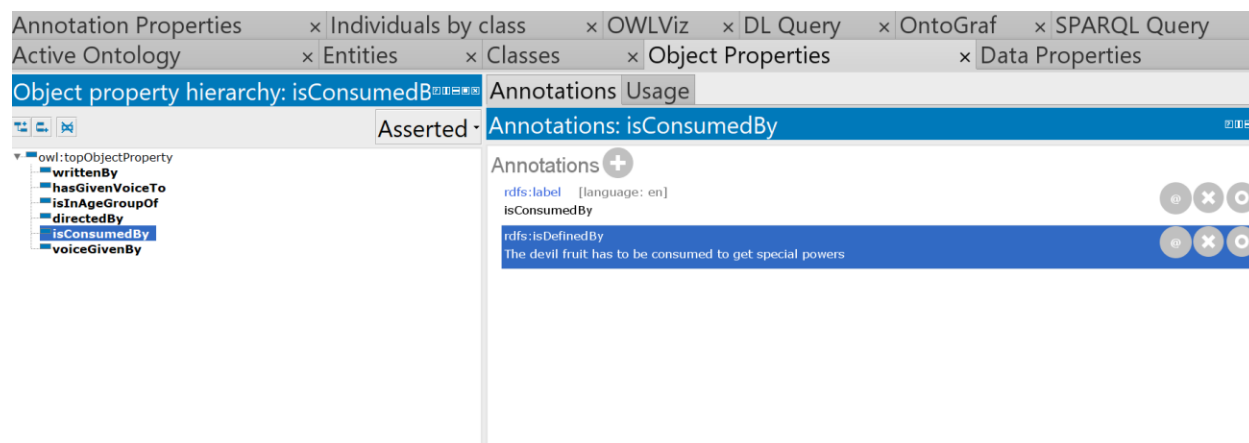 Annotation Properties × Individuals by class × OWLViz × DL Query × OntoGraf × SPARQL Query
Active Ontology × Entities × Classes × Object Properties × Data Properties
Object property hierarchy: isConsumedB
Annotations Usage
Asserted
Annotations: isConsumedBy
owl:topObjectProperty
writtenBy
hasGivenVoiceTo
isInAgeGroupOf
directedBy
isConsumedBy
voiceGivenBy
Annotations
rdfs:label [language: en]
isConsumedBy
rdfs:isDefinedBy
The devil fruit has to be consumed to get special powers